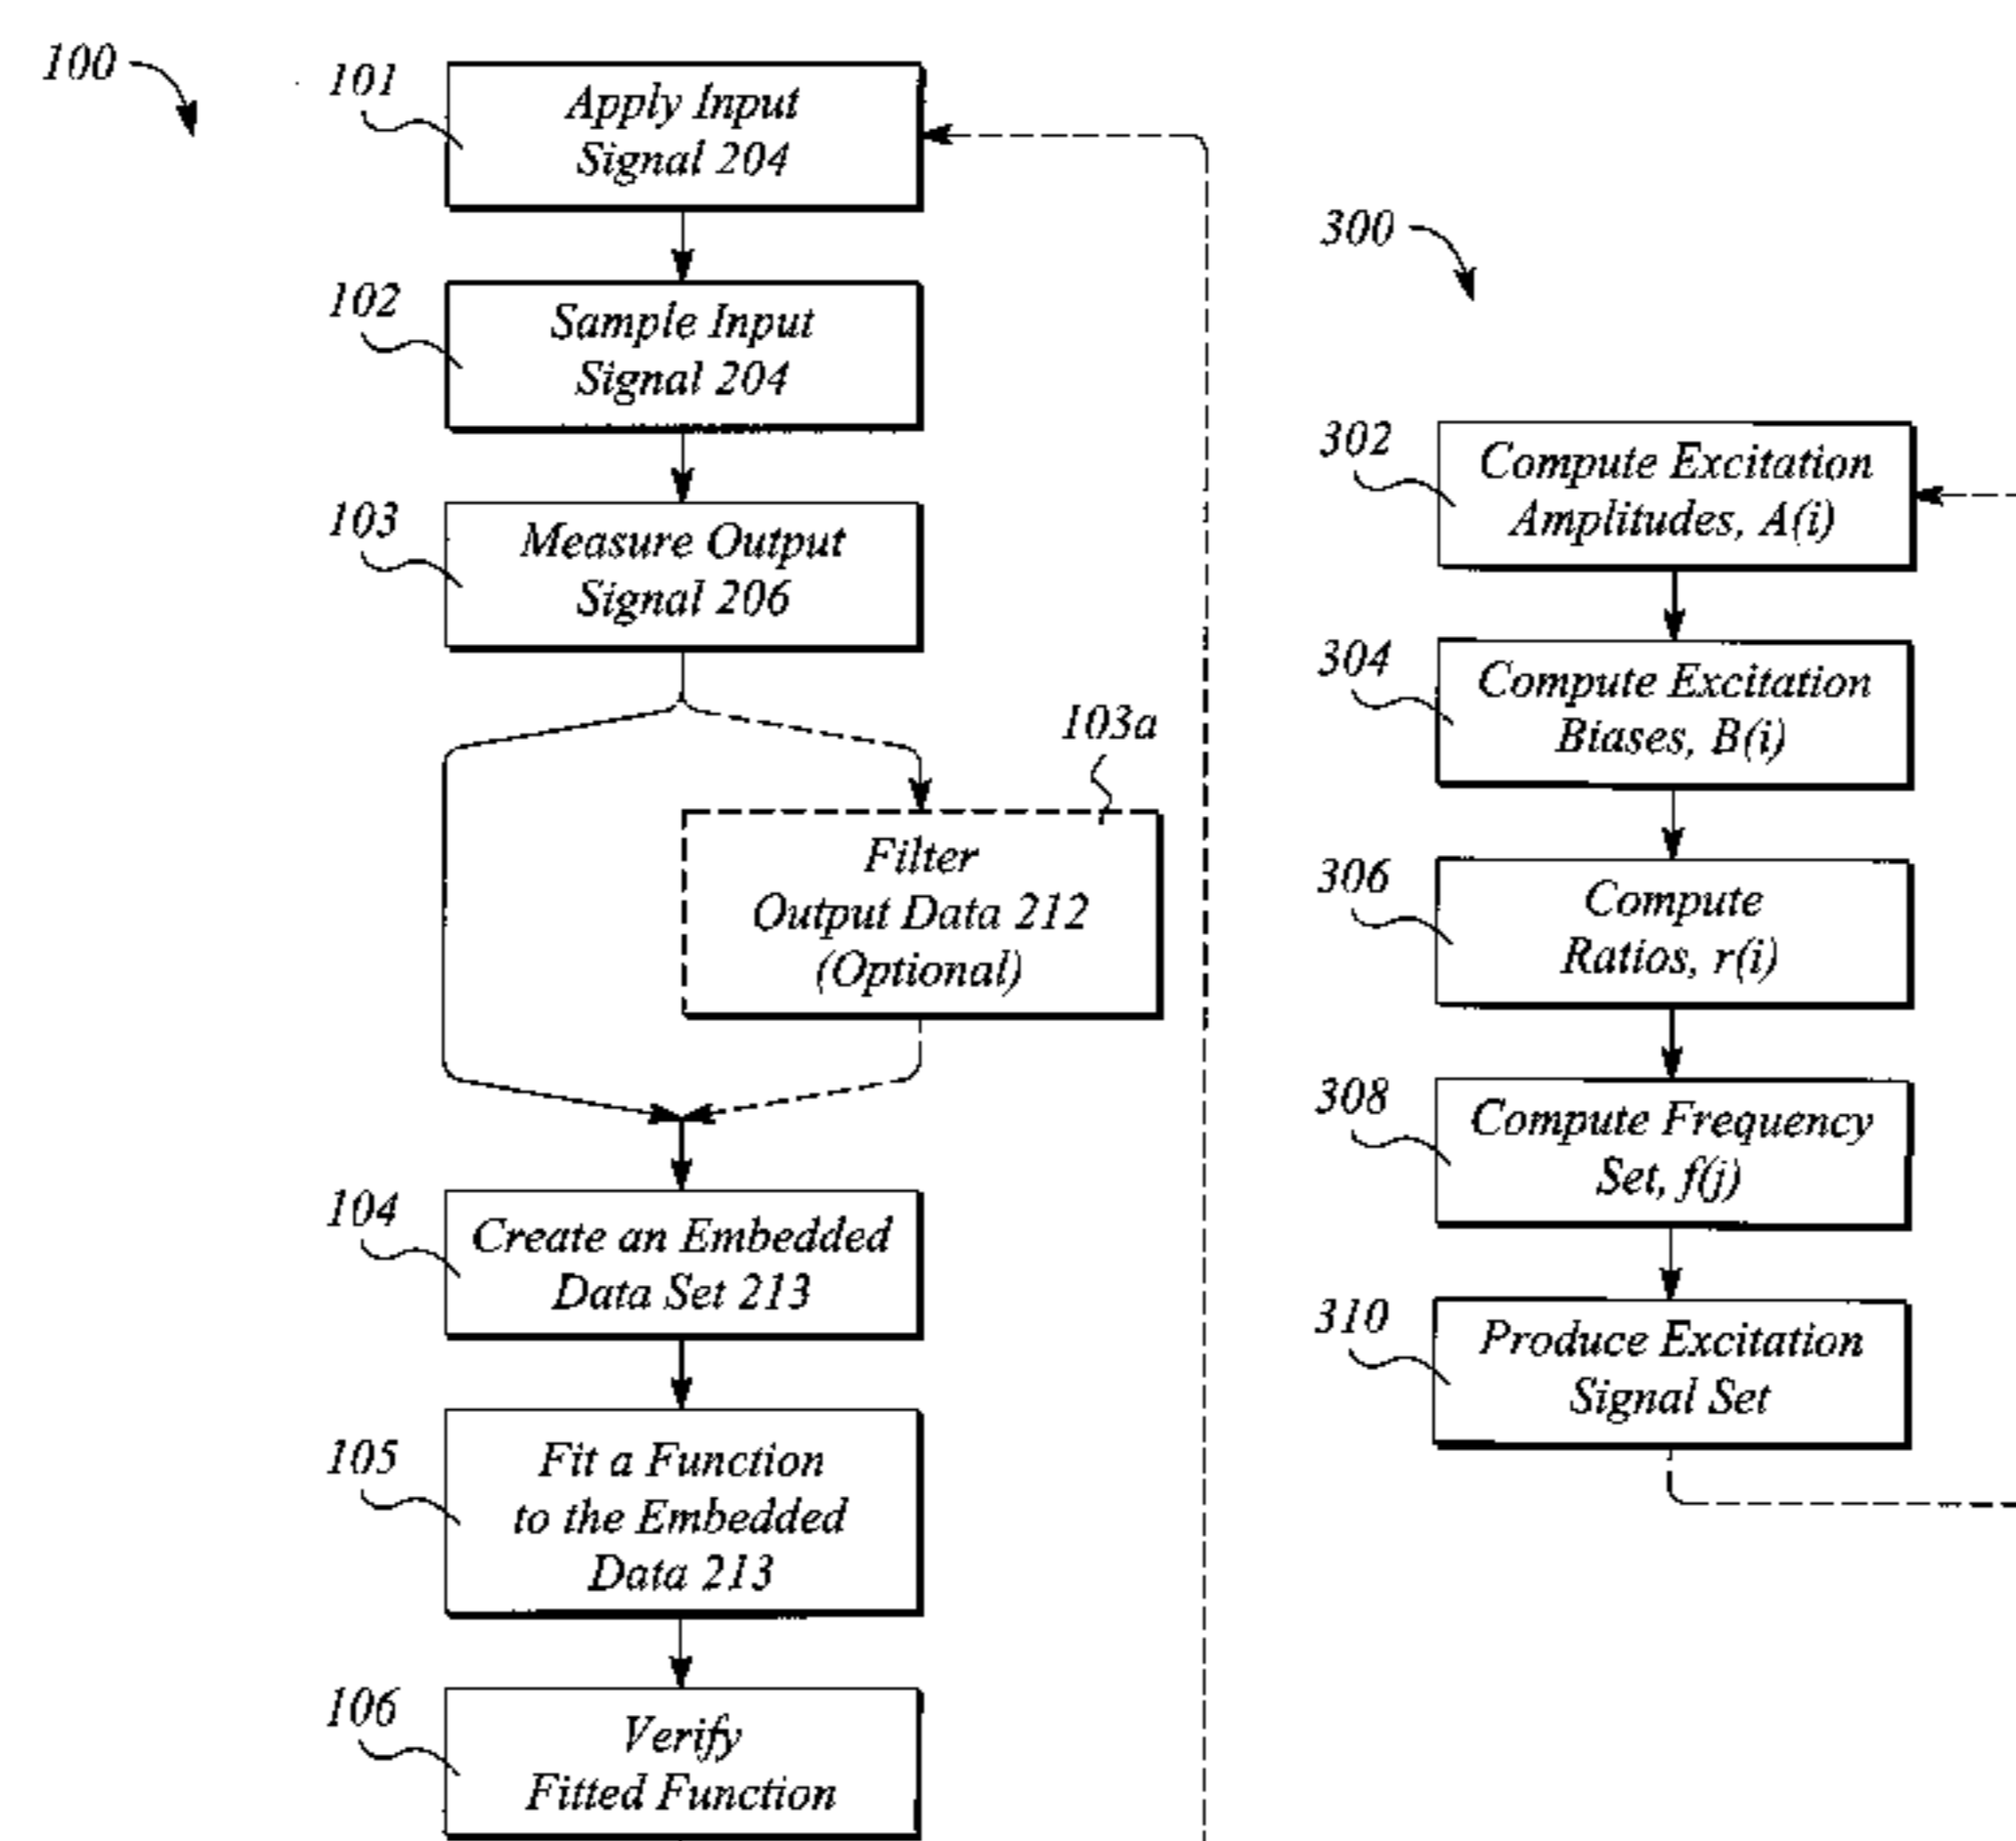 100
101
Apply Input
Signal 204
102
Sample Input
Signal 204
103
Measure Output
Signal 206
103a
Filter
Output Data 212
(Optional)
104
Create an Embedded
Data Set 213
105
Fit a Function
to the Embedded
Data 213
106
Verify
Fitted Function
300
302
Compute Excitation
Amplitudes, A(i)
304
Compute Excitation
Biases, B(i)
306
Compute
Ratios, r(i)
308
Compute Frequency
Set, f(j)
310
Produce Excitation
Signal Set